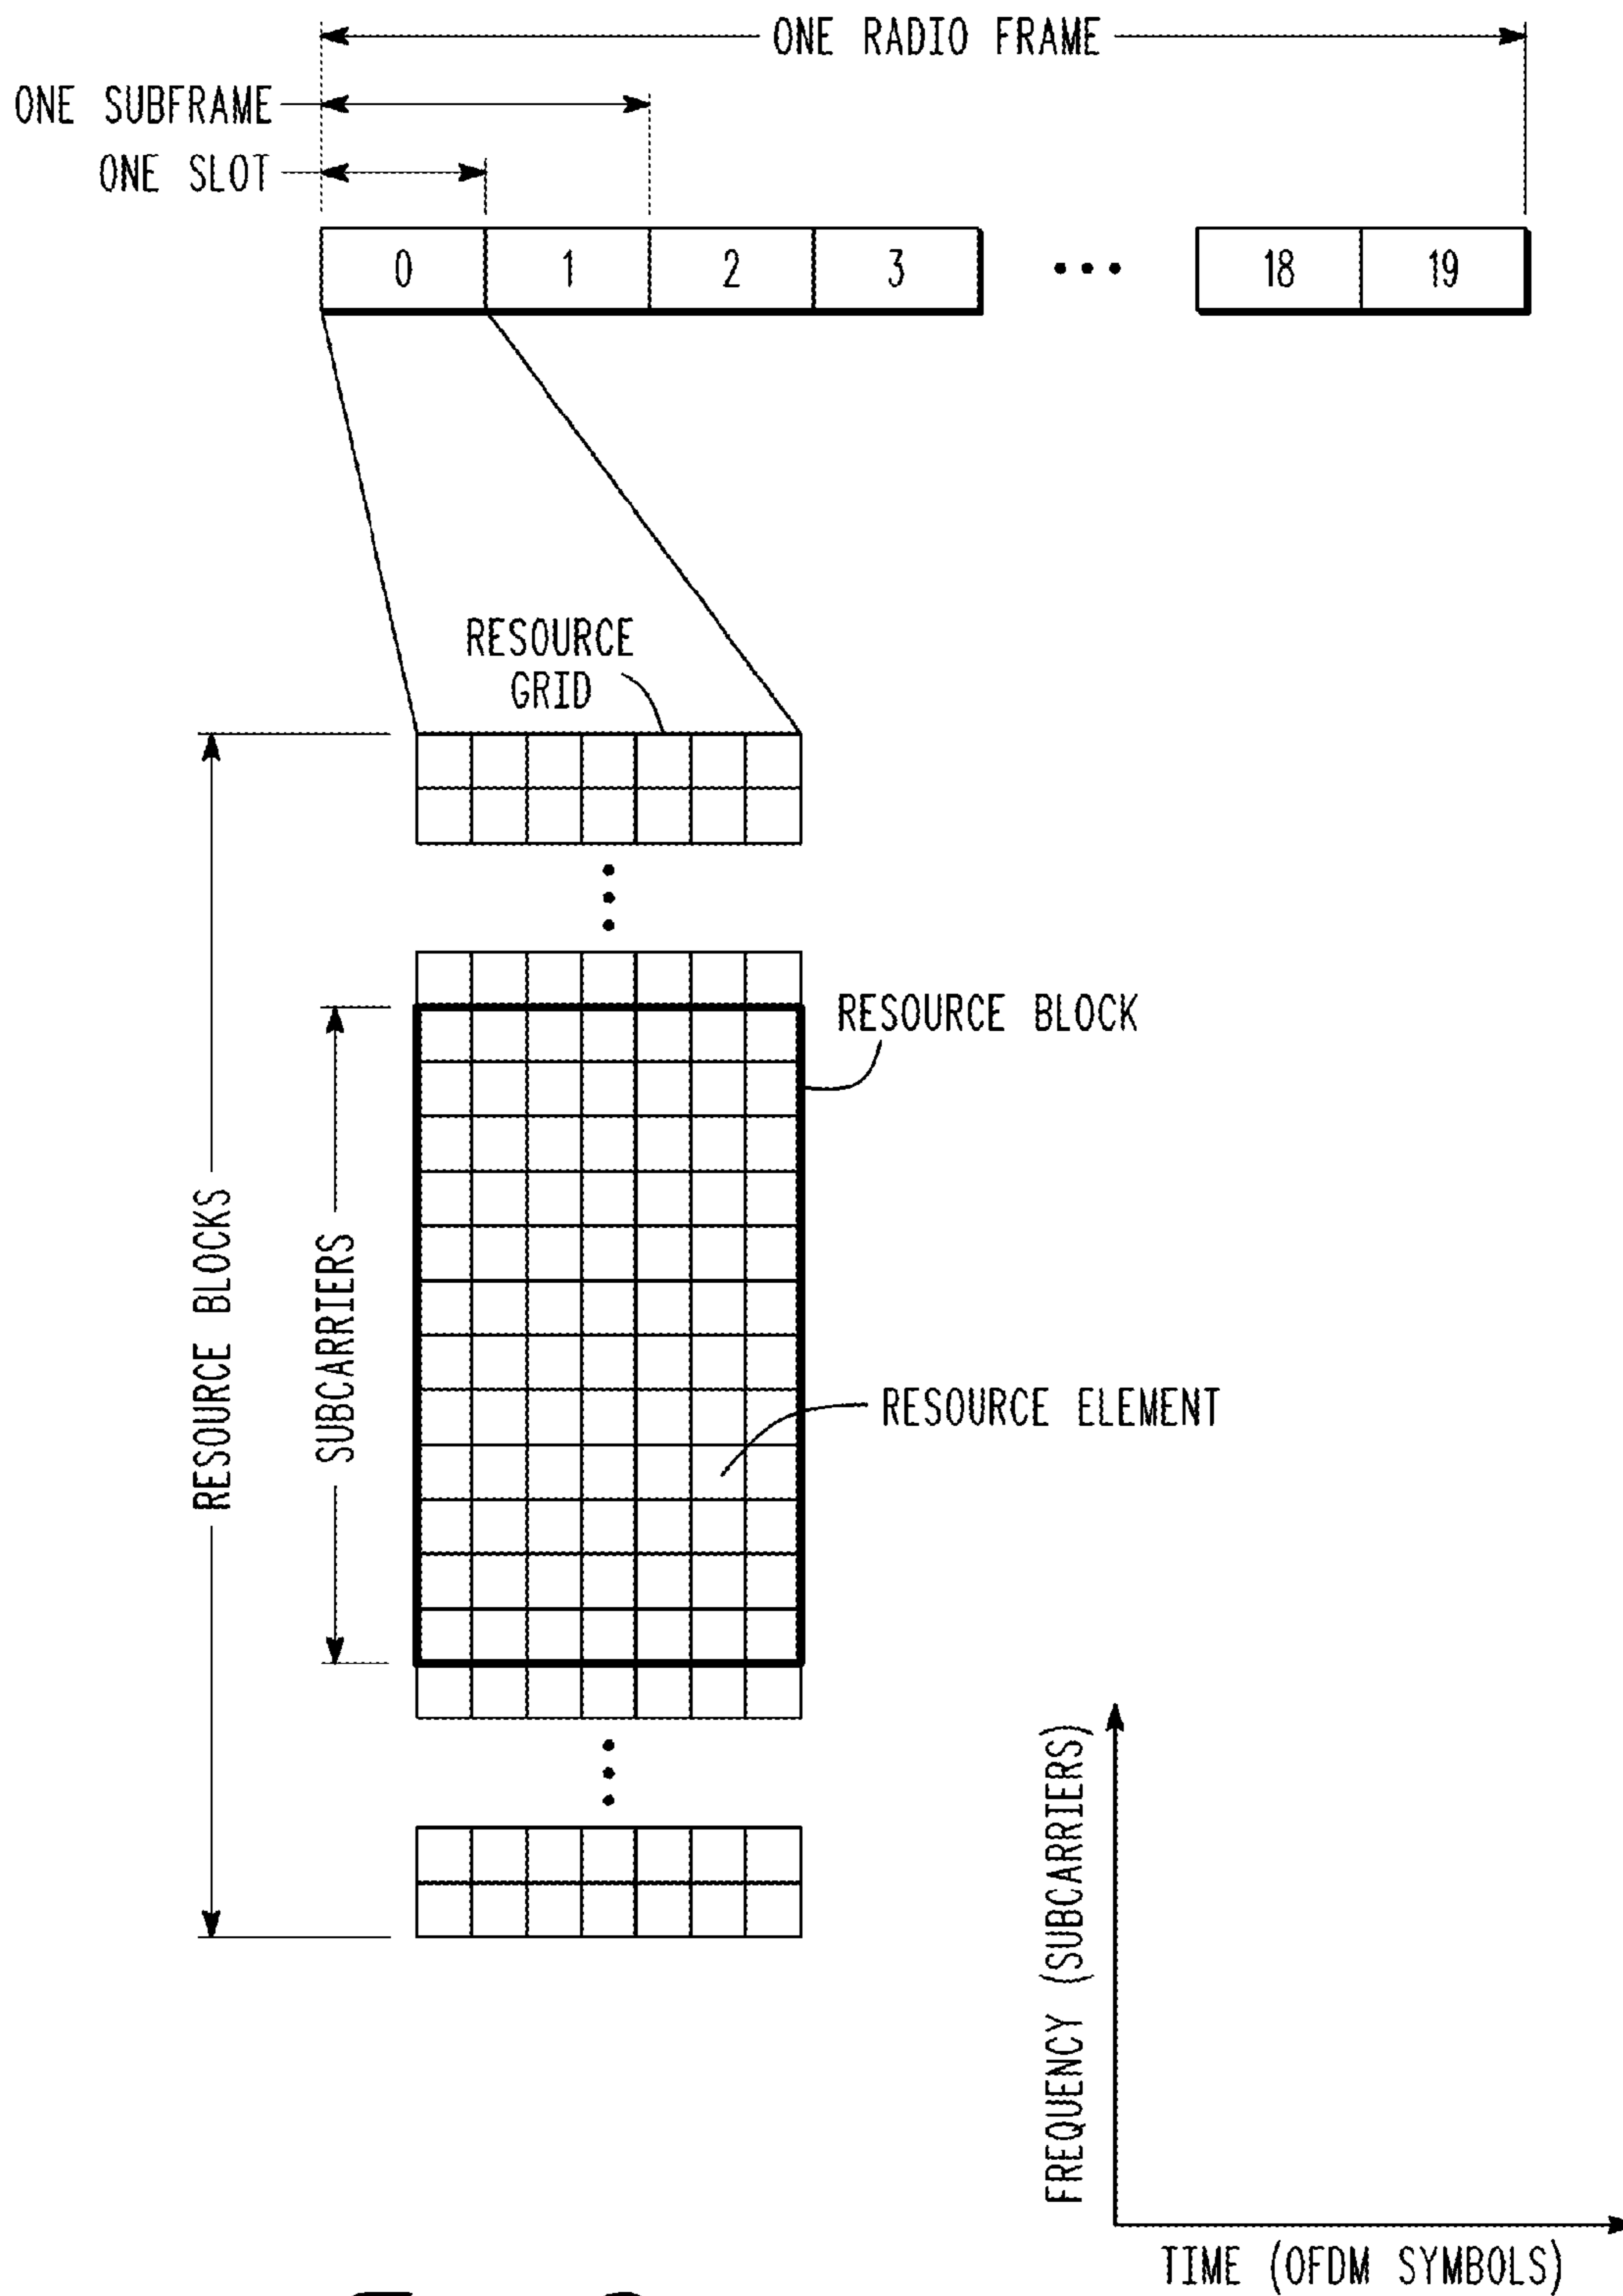 ONE RADIO FRAME
ONE SUBFRAME
ONE SLOT
0 1 2 3 ••• 18 19
RESOURCE
GRID
RESOURCE BLOCK
RESOURCE BLOCKS
SUBCARRIERS
RESOURCE ELEMENT
FREQUENCY (SUBCARRIERS)
TIME (OFDM SYMBOLS)